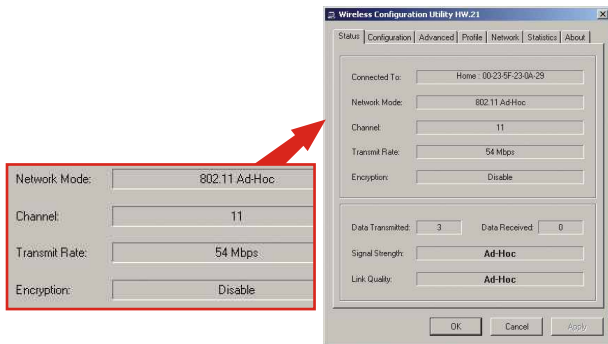 Wireless Configuration Utility HW.21
Status Configuration Advanced Profile Network Statistics About
Connected To: Home : 00-23-5F-23-0A-29
Network Mode: 802.11 Ad-Hoc
Channel: 11
Transmit Rate: 54 Mbps
Encryption: Disable
Data Transmitted: 3 Data Received: 0
Signal Strength: Ad-Hoc
Link Quality: Ad-Hoc
OK Cancel Apply
Network Mode: 802.11 Ad-Hoc
Channel: 11
Transmit Rate: 54 Mbps
Encryption: Disable